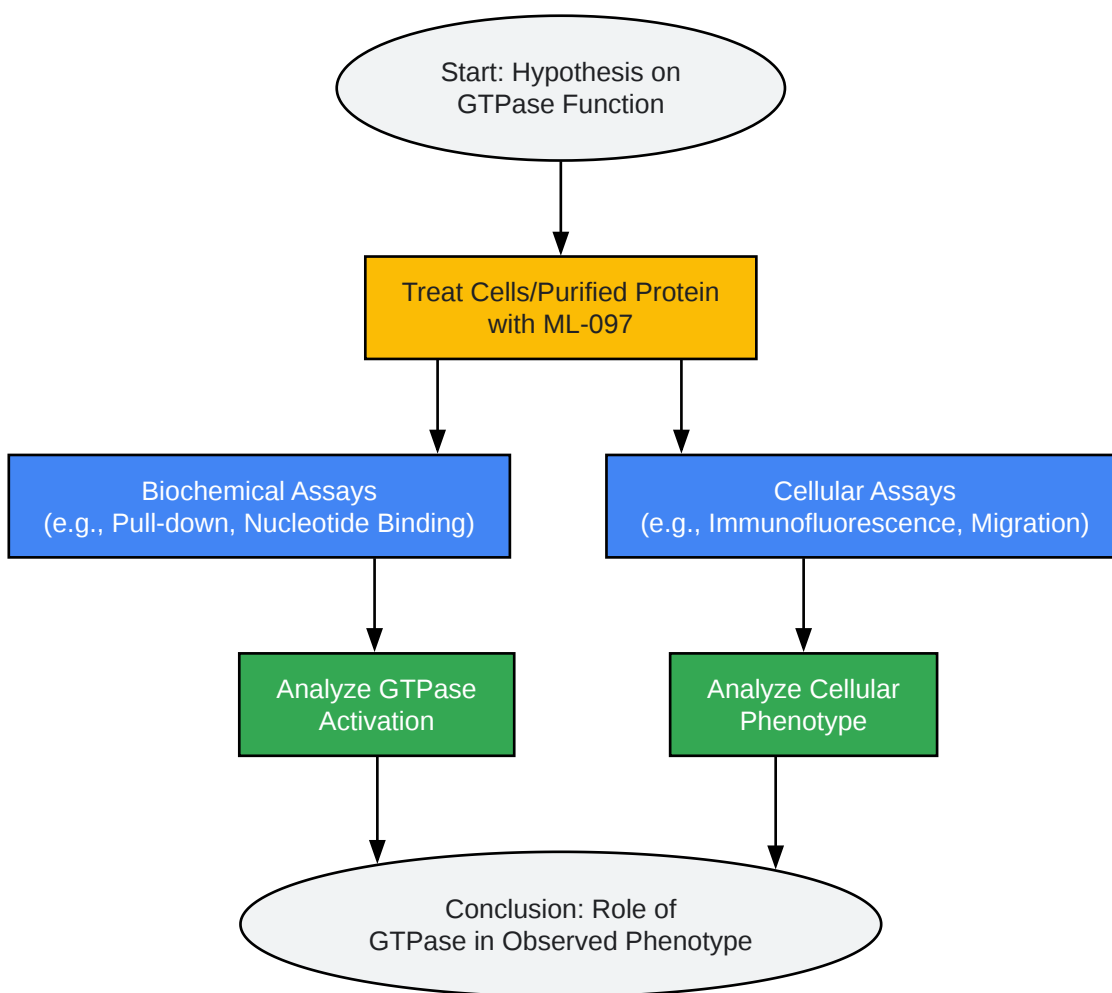 Start: Hypothesis on
GTPase Function
Treat Cells/Purified Protein
with ML-097
Biochemical Assays
(e.g., Pull-down, Nucleotide Binding)
Cellular Assays
(e.g., Immunofluorescence, Migration)
Analyze GTPase
Activation
Analyze Cellular
Phenotype
Conclusion: Role of
GTPase in Observed Phenotype